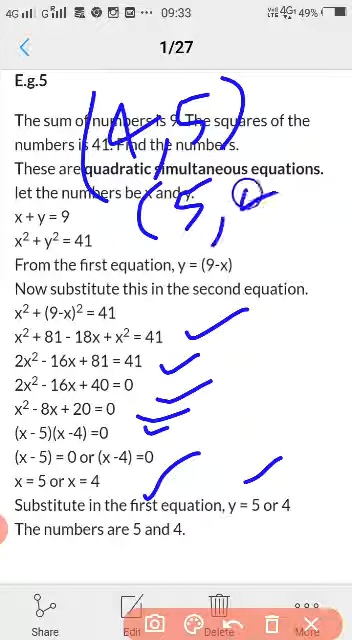 4G G 09:33 VoI) LTE 4G 49%
1/27
E.g.5
The sum of numbers is 9. The squares of the
numbers is 41. Find the numbers.
These are quadratic simultaneous equations.
let the numbers be x and y.
x + y = 9
x² + y² = 41
From the first equation, y = (9-x)
Now substitute this in the second equation.
x² + (9-x)² = 41
x² + 81 - 18x + x² = 41
2x² - 16x + 81 = 41
2x² - 16x + 40 = 0
x² - 8x + 20 = 0
(x - 5)(x -4) =0
(x - 5) = 0 or (x -4) =0
x = 5 or x = 4
Substitute in the first equation, y = 5 or 4
The numbers are 5 and 4.
(4,5)
(5,
Share Edit Delete More